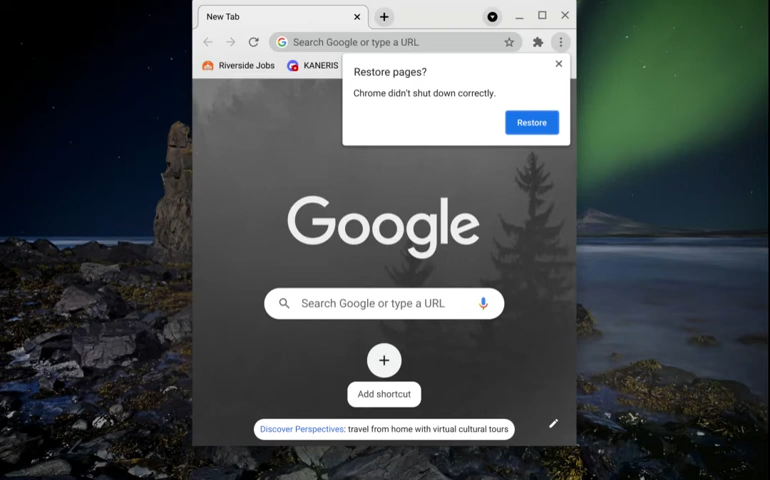 New Tab
Search Google or type a URL
Riverside Jobs
KANERIS
Restore pages?
Chrome didn't shut down correctly.
Restore
Google
Search Google or type a URL
Add shortcut
Discover Perspectives: travel from home with virtual cultural tours